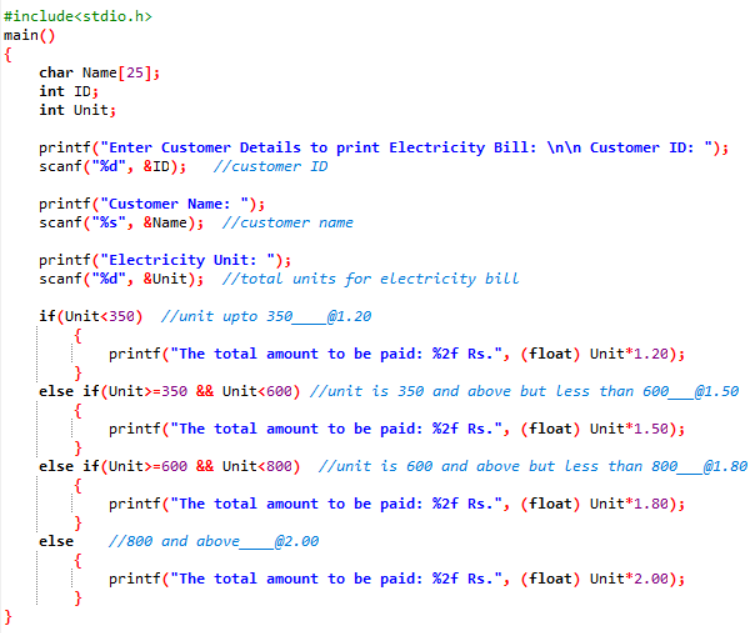 #include<stdio.h>
main()
{
char Name[25];
int ID;
int Unit;
printf("Enter Customer Details to print Electricity Bill: \n\n Customer ID: ");
scanf("%d", &ID);   //customer ID
printf("Customer Name: ");
scanf("%s", &Name);  //customer name
printf("Electricity Unit: ");
scanf("%d", &Unit);  //total units for electricity bill
if(Unit<350)  //unit upto 350____@1.20
{
printf("The total amount to be paid: %2f Rs.", (float) Unit*1.20);
}
else if(Unit>=350 && Unit<600) //unit is 350 and above but less than 600___@1.50
{
printf("The total amount to be paid: %2f Rs.", (float) Unit*1.50);
}
else if(Unit>=600 && Unit<800)  //unit is 600 and above but less than 800___@1.80
{
printf("The total amount to be paid: %2f Rs.", (float) Unit*1.80);
}
else    //800 and above____@2.00
{
printf("The total amount to be paid: %2f Rs.", (float) Unit*2.00);
}
}